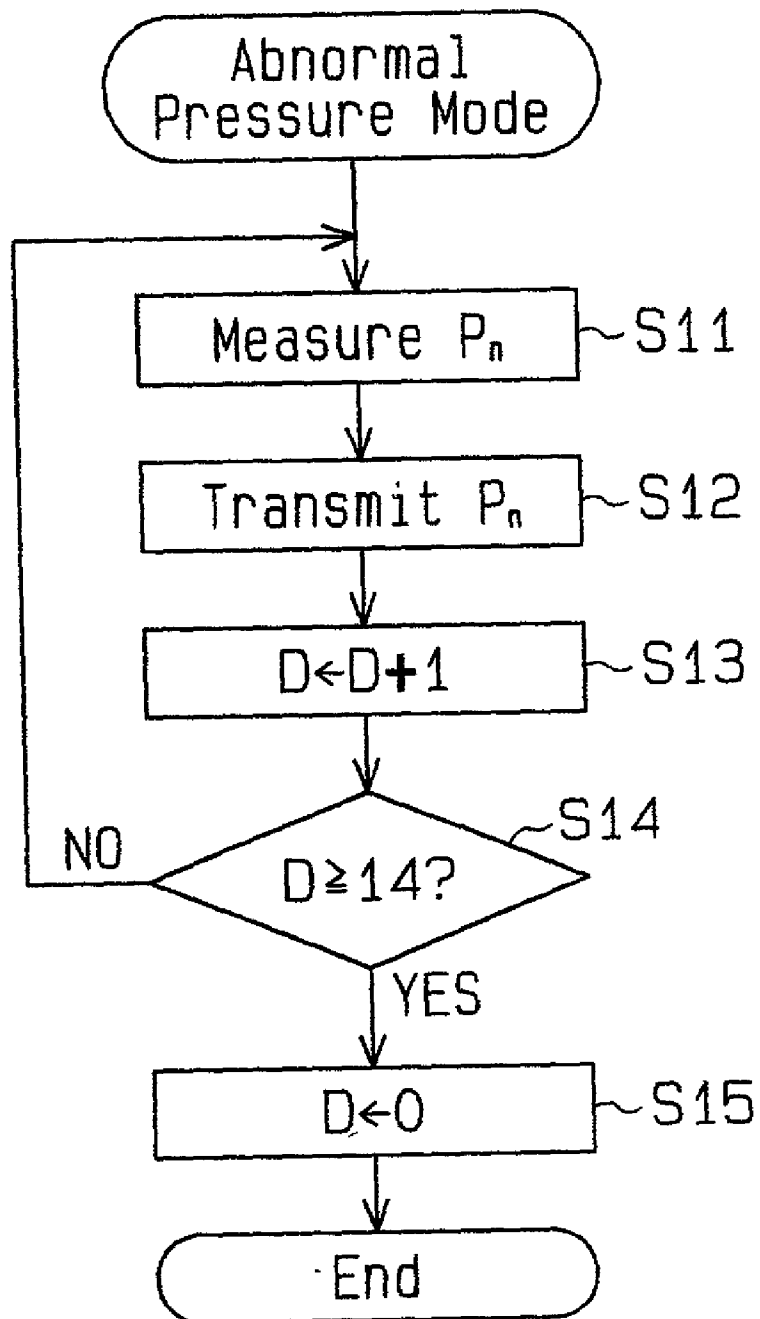 Abnormal
Pressure Mode
Measure Pₙ
S11
Transmit Pₙ
S12
D←D+1
S13
S14
NO
D≧14?
YES
D←0
S15
End